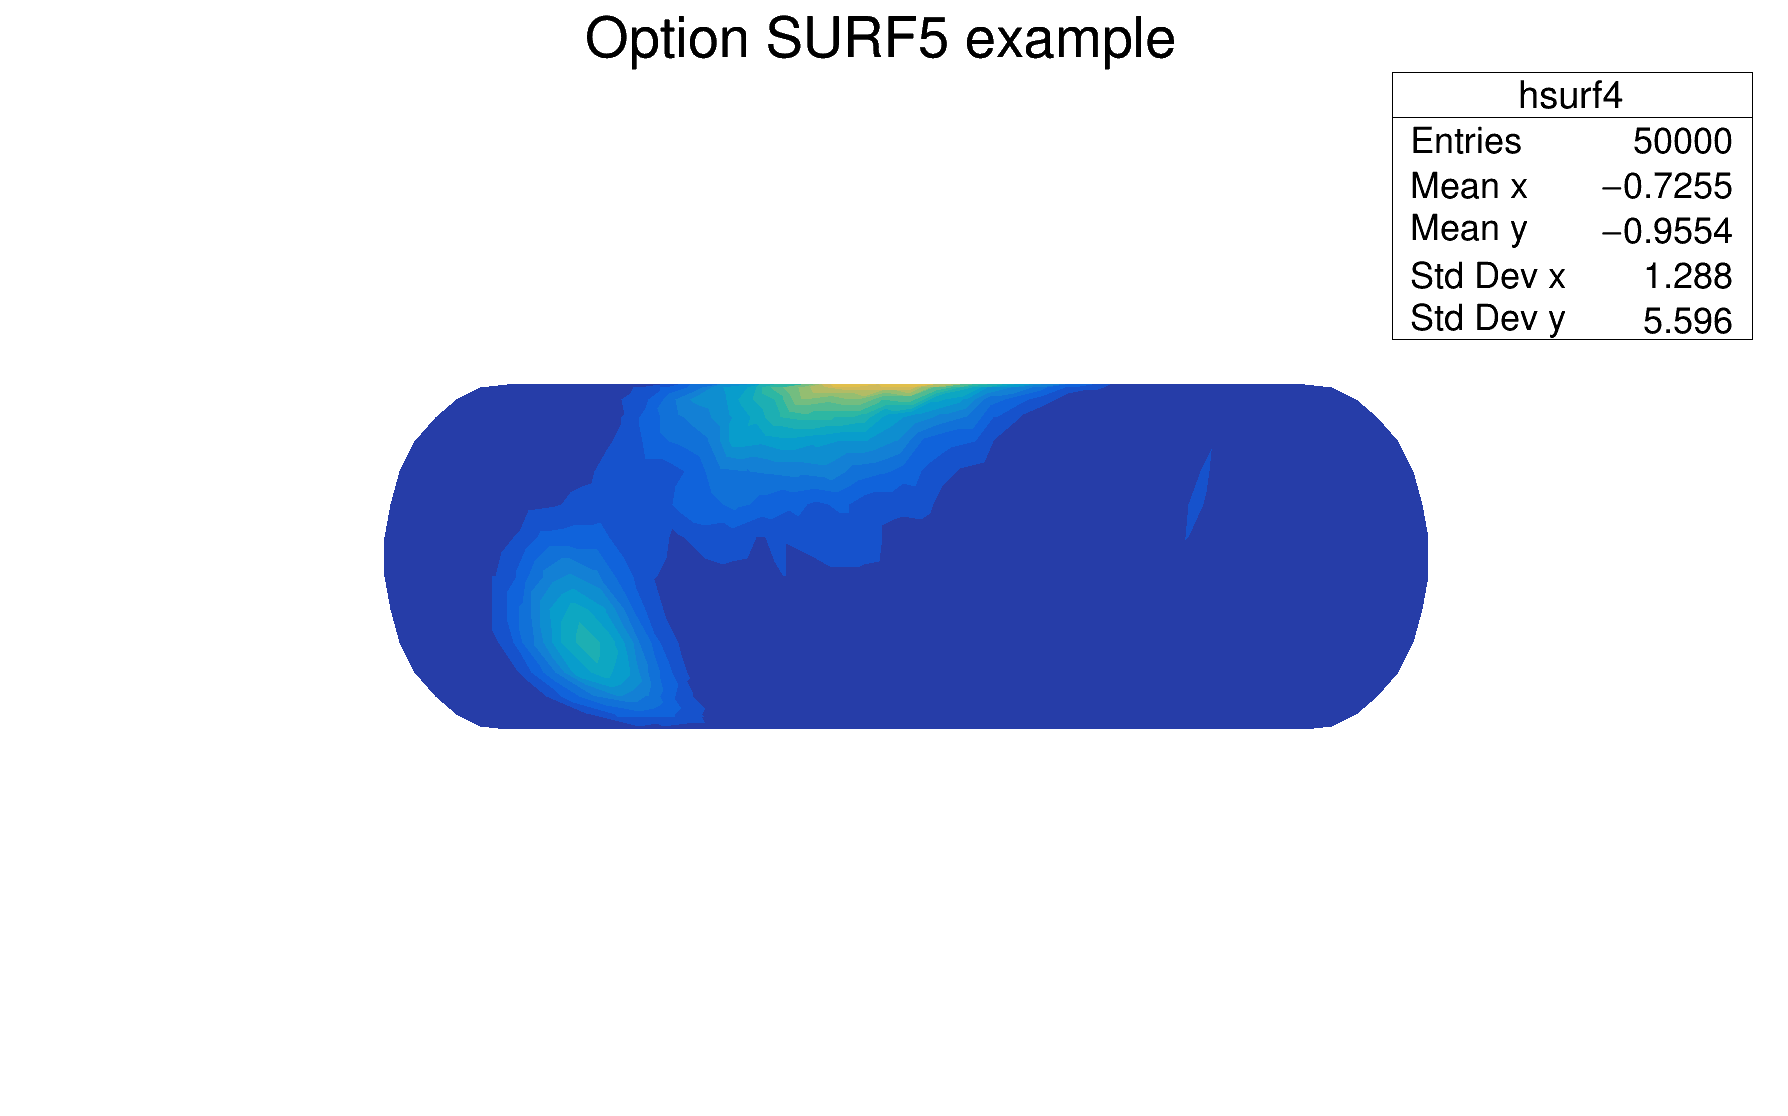 Option SURF5 example
hsurf4
Entries 50000
Mean x −0.7255
Mean y −0.9554
Std Dev x 1.288
Std Dev y 5.596